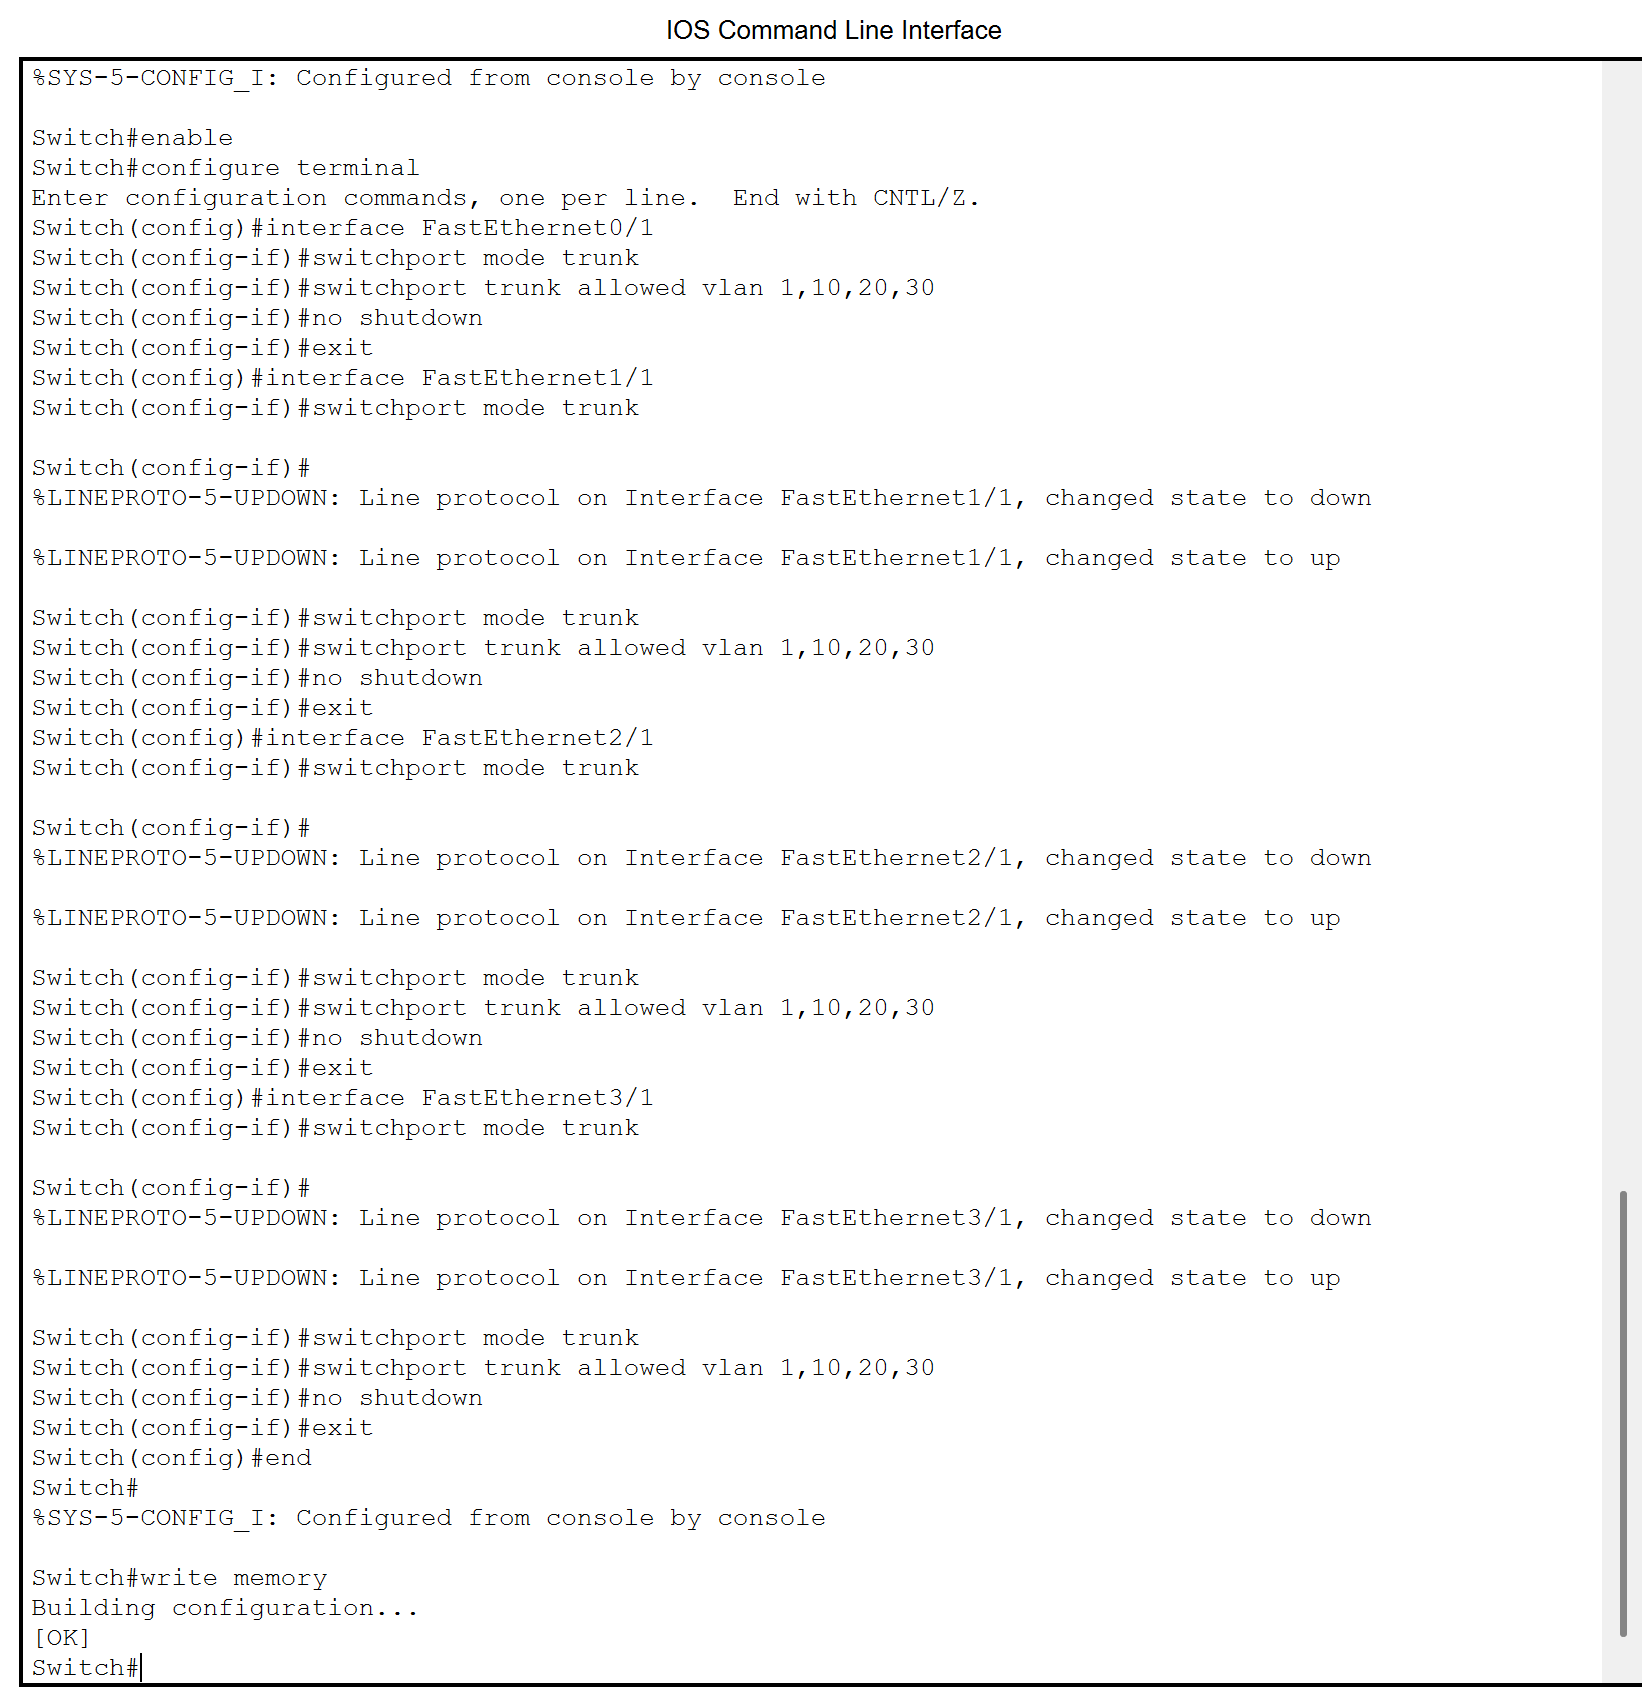 IOS Command Line Interface
%SYS-5-CONFIG_I: Configured from console by console
Switch#enable
Switch#configure terminal
Enter configuration commands, one per line.  End with CNTL/Z.
Switch(config)#interface FastEthernet0/1
Switch(config-if)#switchport mode trunk
Switch(config-if)#switchport trunk allowed vlan 1,10,20,30
Switch(config-if)#no shutdown
Switch(config-if)#exit
Switch(config)#interface FastEthernet1/1
Switch(config-if)#switchport mode trunk
Switch(config-if)#
%LINEPROTO-5-UPDOWN: Line protocol on Interface FastEthernet1/1, changed state to down
%LINEPROTO-5-UPDOWN: Line protocol on Interface FastEthernet1/1, changed state to up
Switch(config-if)#switchport mode trunk
Switch(config-if)#switchport trunk allowed vlan 1,10,20,30
Switch(config-if)#no shutdown
Switch(config-if)#exit
Switch(config)#interface FastEthernet2/1
Switch(config-if)#switchport mode trunk
Switch(config-if)#
%LINEPROTO-5-UPDOWN: Line protocol on Interface FastEthernet2/1, changed state to down
%LINEPROTO-5-UPDOWN: Line protocol on Interface FastEthernet2/1, changed state to up
Switch(config-if)#switchport mode trunk
Switch(config-if)#switchport trunk allowed vlan 1,10,20,30
Switch(config-if)#no shutdown
Switch(config-if)#exit
Switch(config)#interface FastEthernet3/1
Switch(config-if)#switchport mode trunk
Switch(config-if)#
%LINEPROTO-5-UPDOWN: Line protocol on Interface FastEthernet3/1, changed state to down
%LINEPROTO-5-UPDOWN: Line protocol on Interface FastEthernet3/1, changed state to up
Switch(config-if)#switchport mode trunk
Switch(config-if)#switchport trunk allowed vlan 1,10,20,30
Switch(config-if)#no shutdown
Switch(config-if)#exit
Switch(config)#end
Switch#
%SYS-5-CONFIG_I: Configured from console by console
Switch#write memory
Building configuration...
[OK]
Switch#